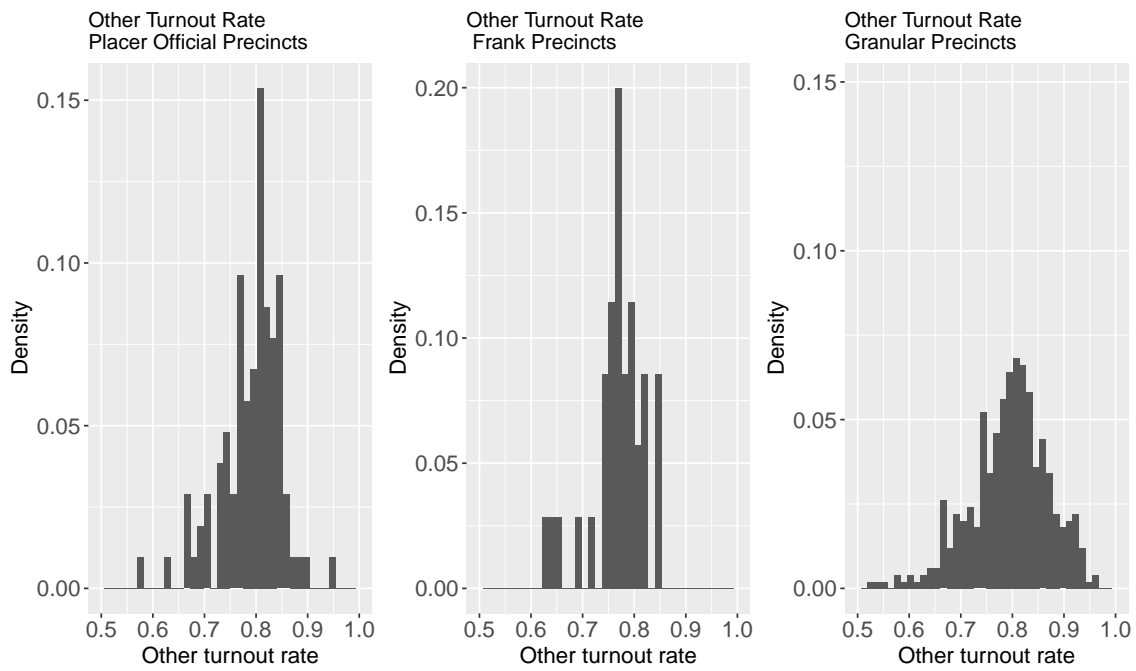 Other Turnout Rate
Placer Official Precincts
Density
0.15
0.10
0.05
0.00
0.5 0.6 0.7 0.8 0.9 1.0
Other turnout rate
Other Turnout Rate
Frank Precincts
Density
0.20
0.15
0.10
0.05
0.00
0.5 0.6 0.7 0.8 0.9 1.0
Other turnout rate
Other Turnout Rate
Granular Precincts
Density
0.15
0.10
0.05
0.00
0.5 0.6 0.7 0.8 0.9 1.0
Other turnout rate